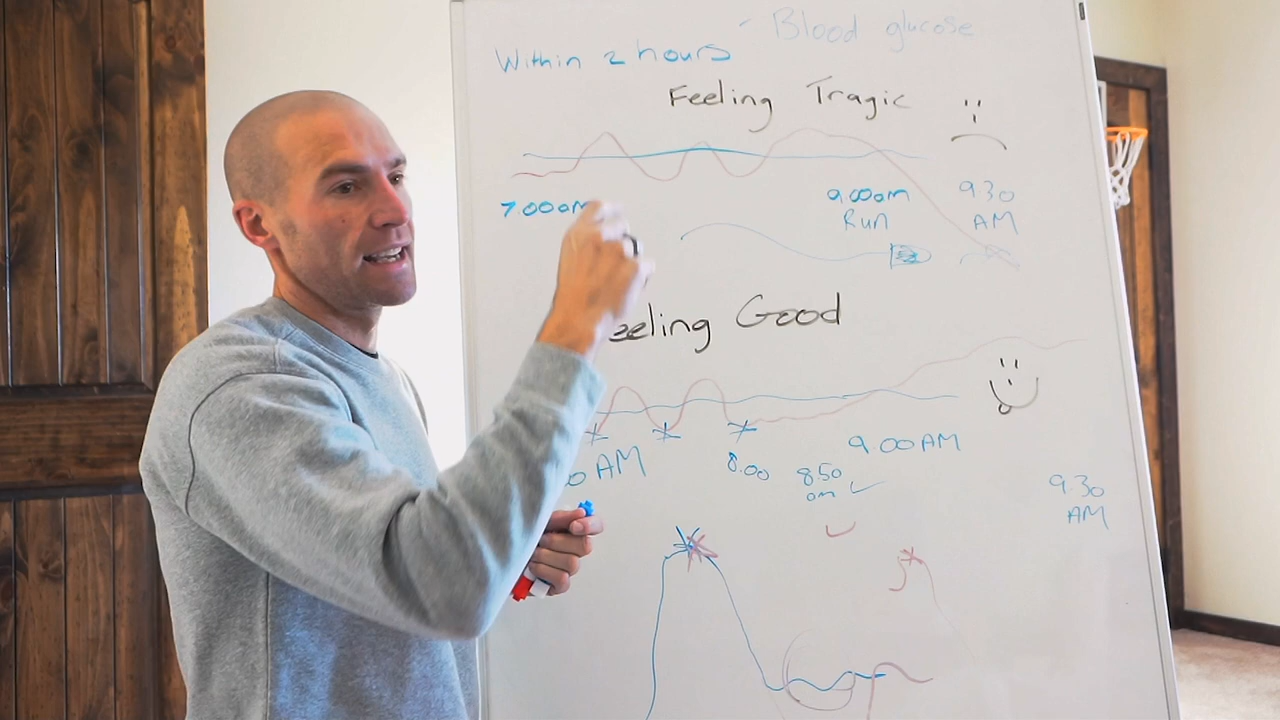 - Blood glucose
Within 2 hours
Feeling Tragic
7.00am
9.00am
Run
9.30
AM
eeling Good
0 AM
8.00
8.50
am
9.00AM
9.30
AM